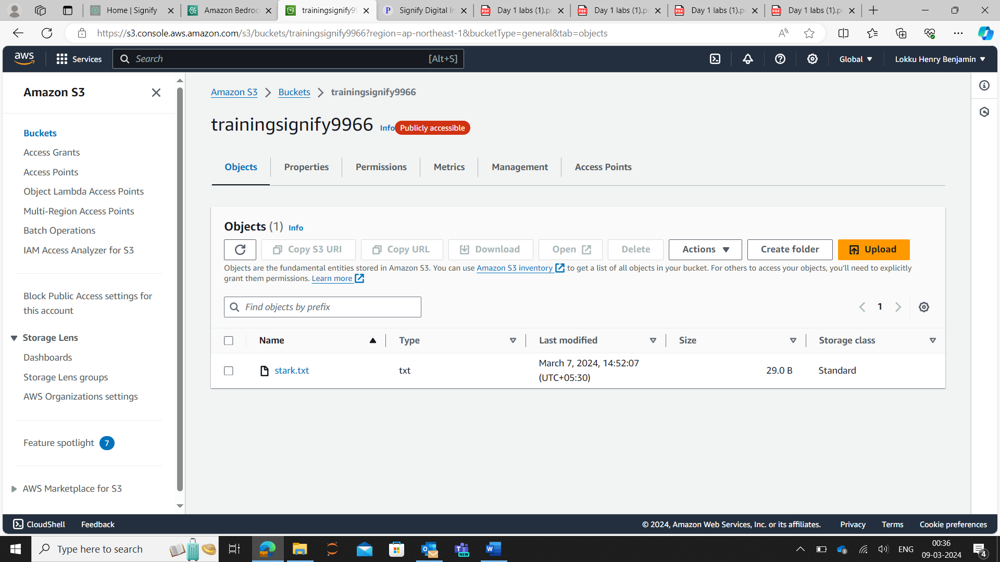 Home | Signify
Amazon Bedroc
trainingsignify99
Signify Digital In
Day 1 labs (1).p
Day 1 labs (1).p
Day 1 labs (1).p
Day 1 labs (1).p
https://s3.console.aws.amazon.com/s3/buckets/trainingsignify9966?region=ap-northeast-1&bucketType=general&tab=objects
aws
Services
Search
[Alt+S]
Global
Lokku Henry Benjamin
Amazon S3
Buckets
Access Grants
Access Points
Object Lambda Access Points
Multi-Region Access Points
Batch Operations
IAM Access Analyzer for S3
Block Public Access settings for
this account
Storage Lens
Dashboards
Storage Lens groups
AWS Organizations settings
Feature spotlight 7
AWS Marketplace for S3
Amazon S3 > Buckets > trainingsignify9966
trainingsignify9966 Info Publicly accessible
Objects Properties Permissions Metrics Management Access Points
Objects (1) Info
Copy S3 URI Copy URL Download Open Delete Actions Create folder Upload
Objects are the fundamental entities stored in Amazon S3. You can use Amazon S3 inventory to get a list of all objects in your bucket. For others to access your objects, you'll need to explicitly
grant them permissions. Learn more
Find objects by prefix
1
Name Type Last modified Size Storage class
stark.txt txt March 7, 2024, 14:52:07
(UTC+05:30) 29.0 B Standard
CloudShell Feedback © 2024, Amazon Web Services, Inc. or its affiliates. Privacy Terms Cookie preferences
Type here to search
NEW
ENG
00:36
09-03-2024
4